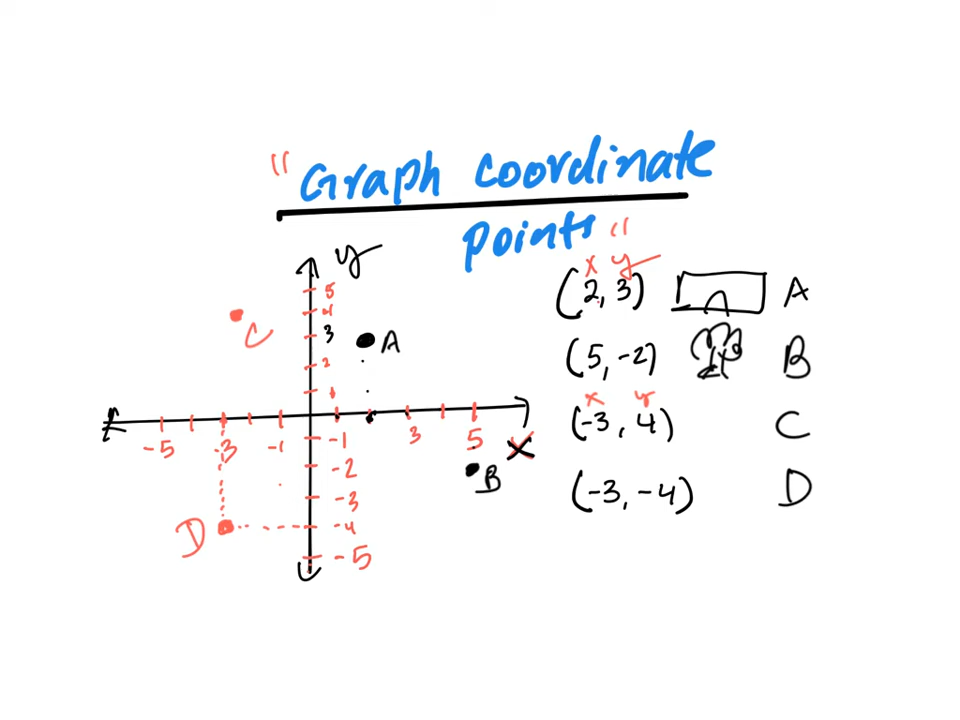 "Graph coordinate
points"
y
x y
(2, 3) A
(5, -2) B
x y
(-3, 4) C
(-3, -4) D
5
4
3
2
1
C
A
-5 -3 -1 3 5 x
-1
-2
-3
-4
-5
B
D